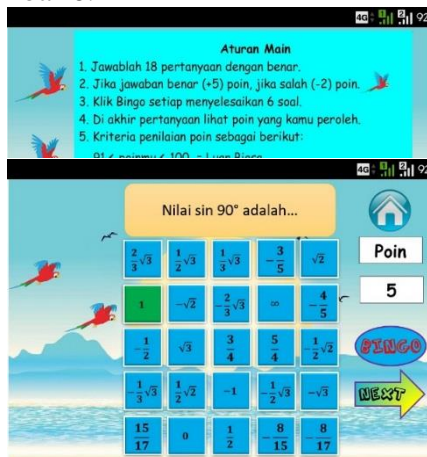 4G 92
Aturan Main
1. Jawablah 18 pertanyaan dengan benar.
2. Jika jawaban benar (+5) poin, jika salah (-2) poin.
3. Klik Bingo setiap menyelesaikan 6 soal.
4. Di akhir pertanyaan lihat poin yang kamu peroleh.
5. Kriteria penilaian poin sebagai berikut:
4G 92
Nilai sin 90° adalah...
2/3√3 1/2√3 1/3√3 -3/5 √2
Poin
1 -√2 -2/3√3 ∞ -4/5
5
-1/2 √3 3/4 5/4 -1/2√2
BINGO
-1/3√3 1/2√2 -1 -1/2√3 -√3
NEXT
15/17 0 1/2 -8/15 -8/17